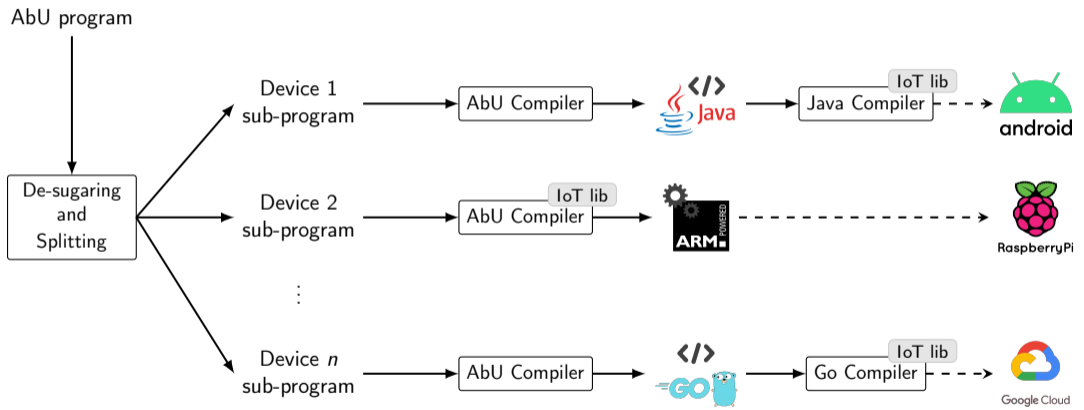 AbU program
De-sugaring
and
Splitting
Device 1
sub-program
AbU Compiler
</>
Java
IoT lib
Java Compiler
android
Device 2
sub-program
IoT lib
AbU Compiler
ARM
POWERED
RaspberryPi
⋮
Device n
sub-program
AbU Compiler
</>
GO
IoT lib
Go Compiler
Google Cloud